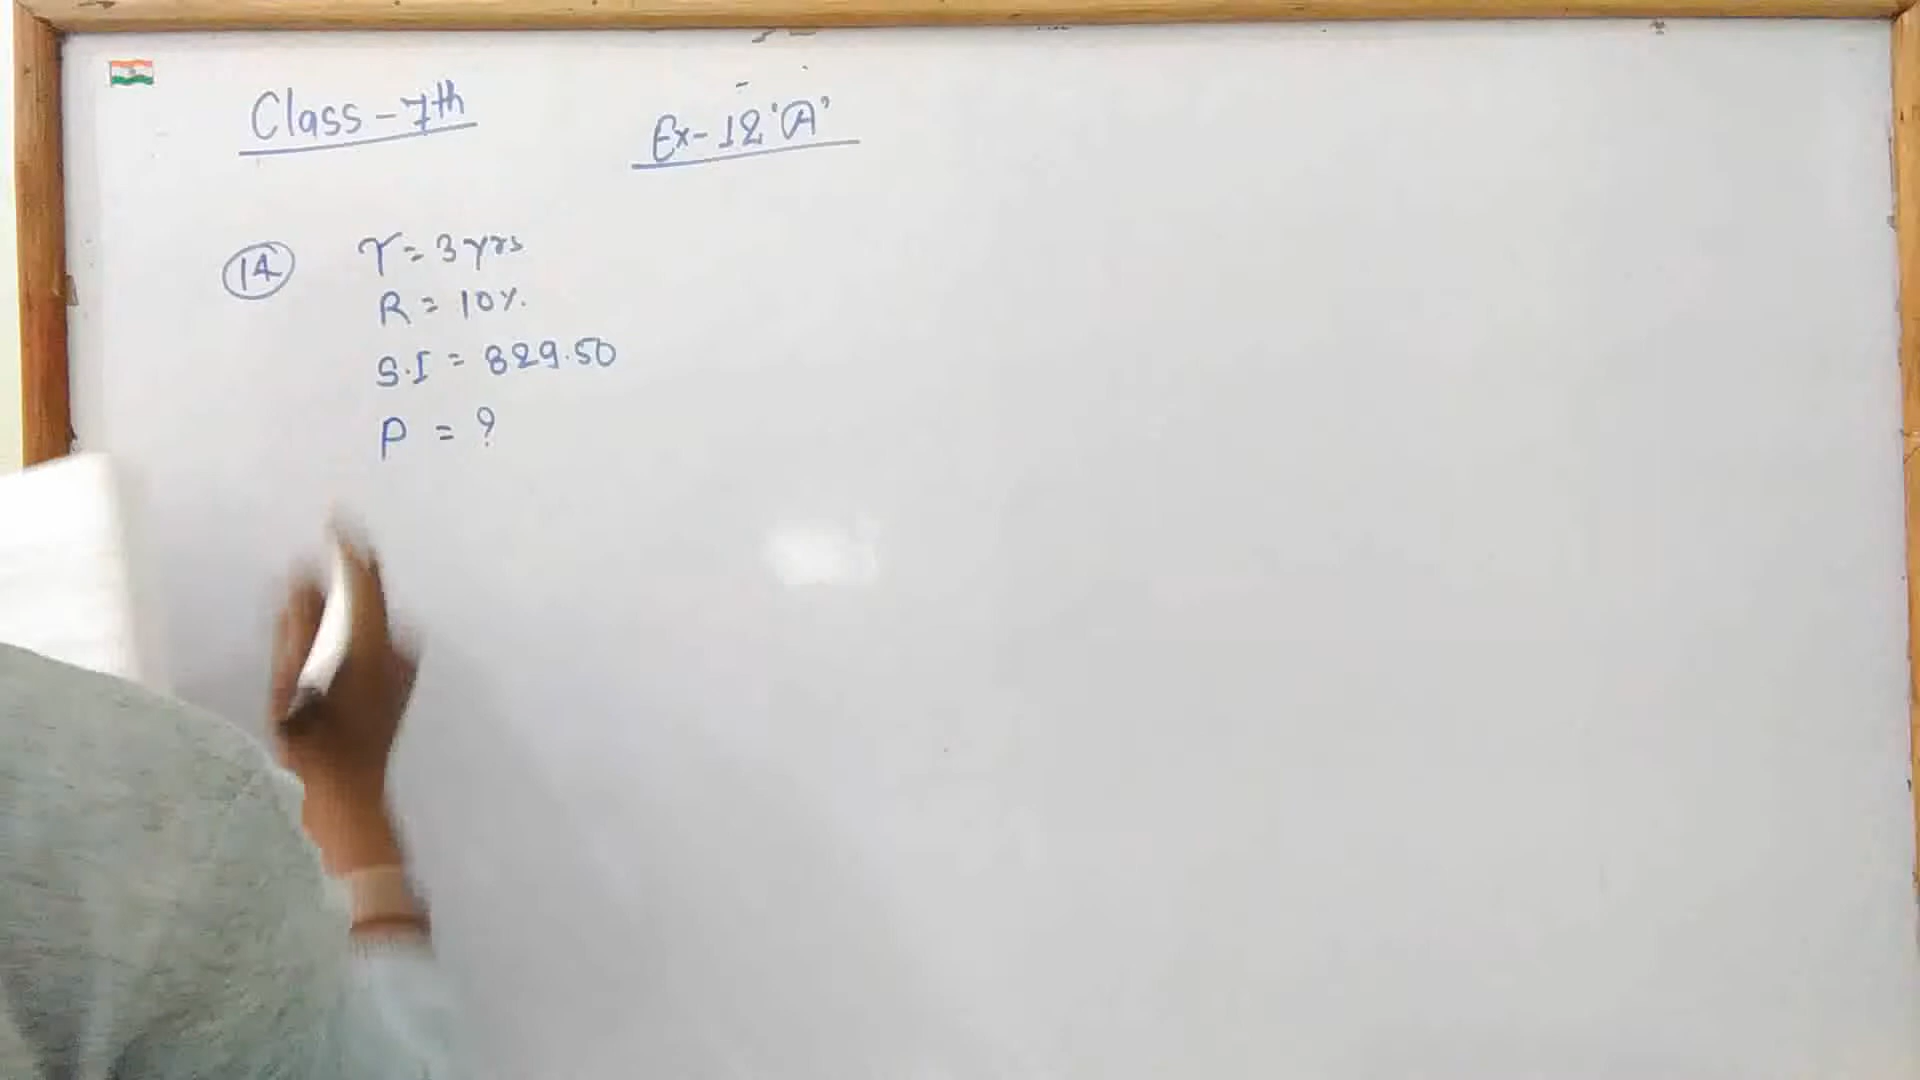 Class - 7th
Ex- 12 'A'
14
T = 3 yrs
R = 10%.
S.I = 829.50
P = ?